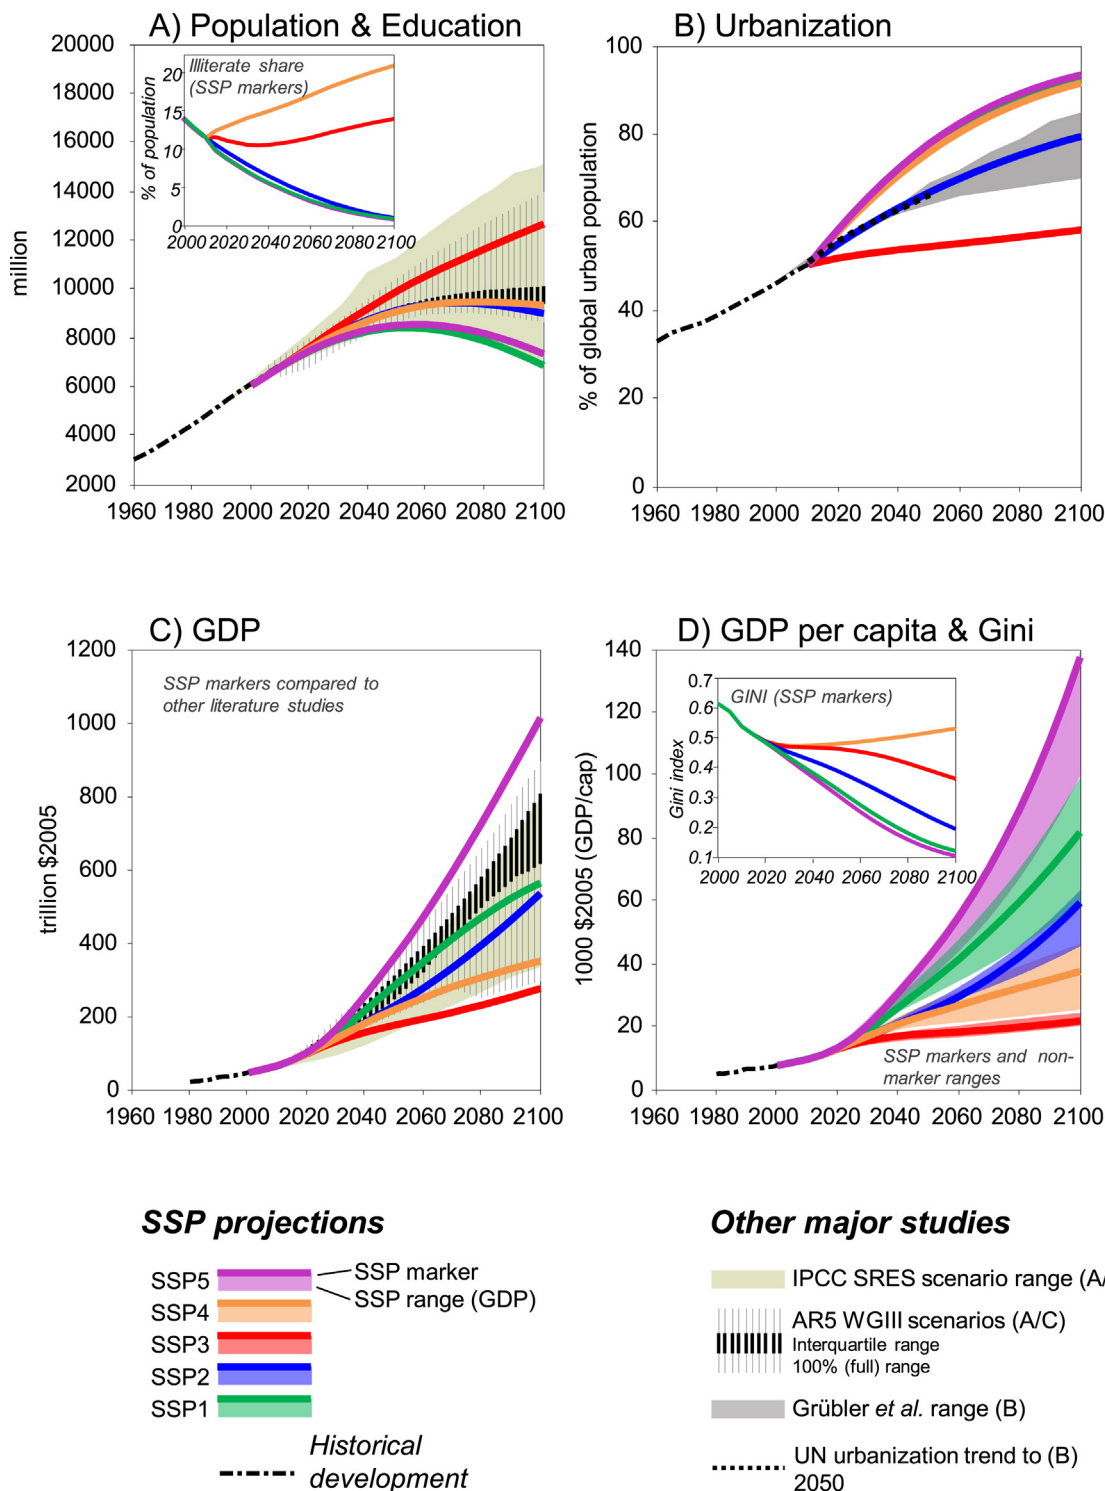 A) Population & Education
20000
18000
16000
14000
12000
10000
8000
6000
4000
2000
million
1960 1980 2000 2020 2040 2060 2080 2100
Illiterate share
(SSP markers)
% of population
20
15
10
5
0
2000 2020 2040 2060 2080 2100
B) Urbanization
100
80
60
40
20
0
% of global urban population
1960 1980 2000 2020 2040 2060 2080 2100
C) GDP
1200
1000
800
600
400
200
0
trillion $2005
SSP markers compared to
other literature studies
1960 1980 2000 2020 2040 2060 2080 2100
D) GDP per capita & Gini
140
120
100
80
60
40
20
0
1000 $2005 (GDP/cap)
GINI (SSP markers)
Gini index
0.7
0.6
0.5
0.4
0.3
0.2
0.1
2000 2020 2040 2060 2080 2100
SSP markers and non-
marker ranges
1960 1980 2000 2020 2040 2060 2080 2100
SSP projections
SSP5
SSP marker
SSP range (GDP)
SSP4
SSP3
SSP2
SSP1
Historical
development
Other major studies
IPCC SRES scenario range (A/
AR5 WGIII scenarios (A/C)
Interquartile range
100% (full) range
Grübler et al. range (B)
UN urbanization trend to (B)
2050